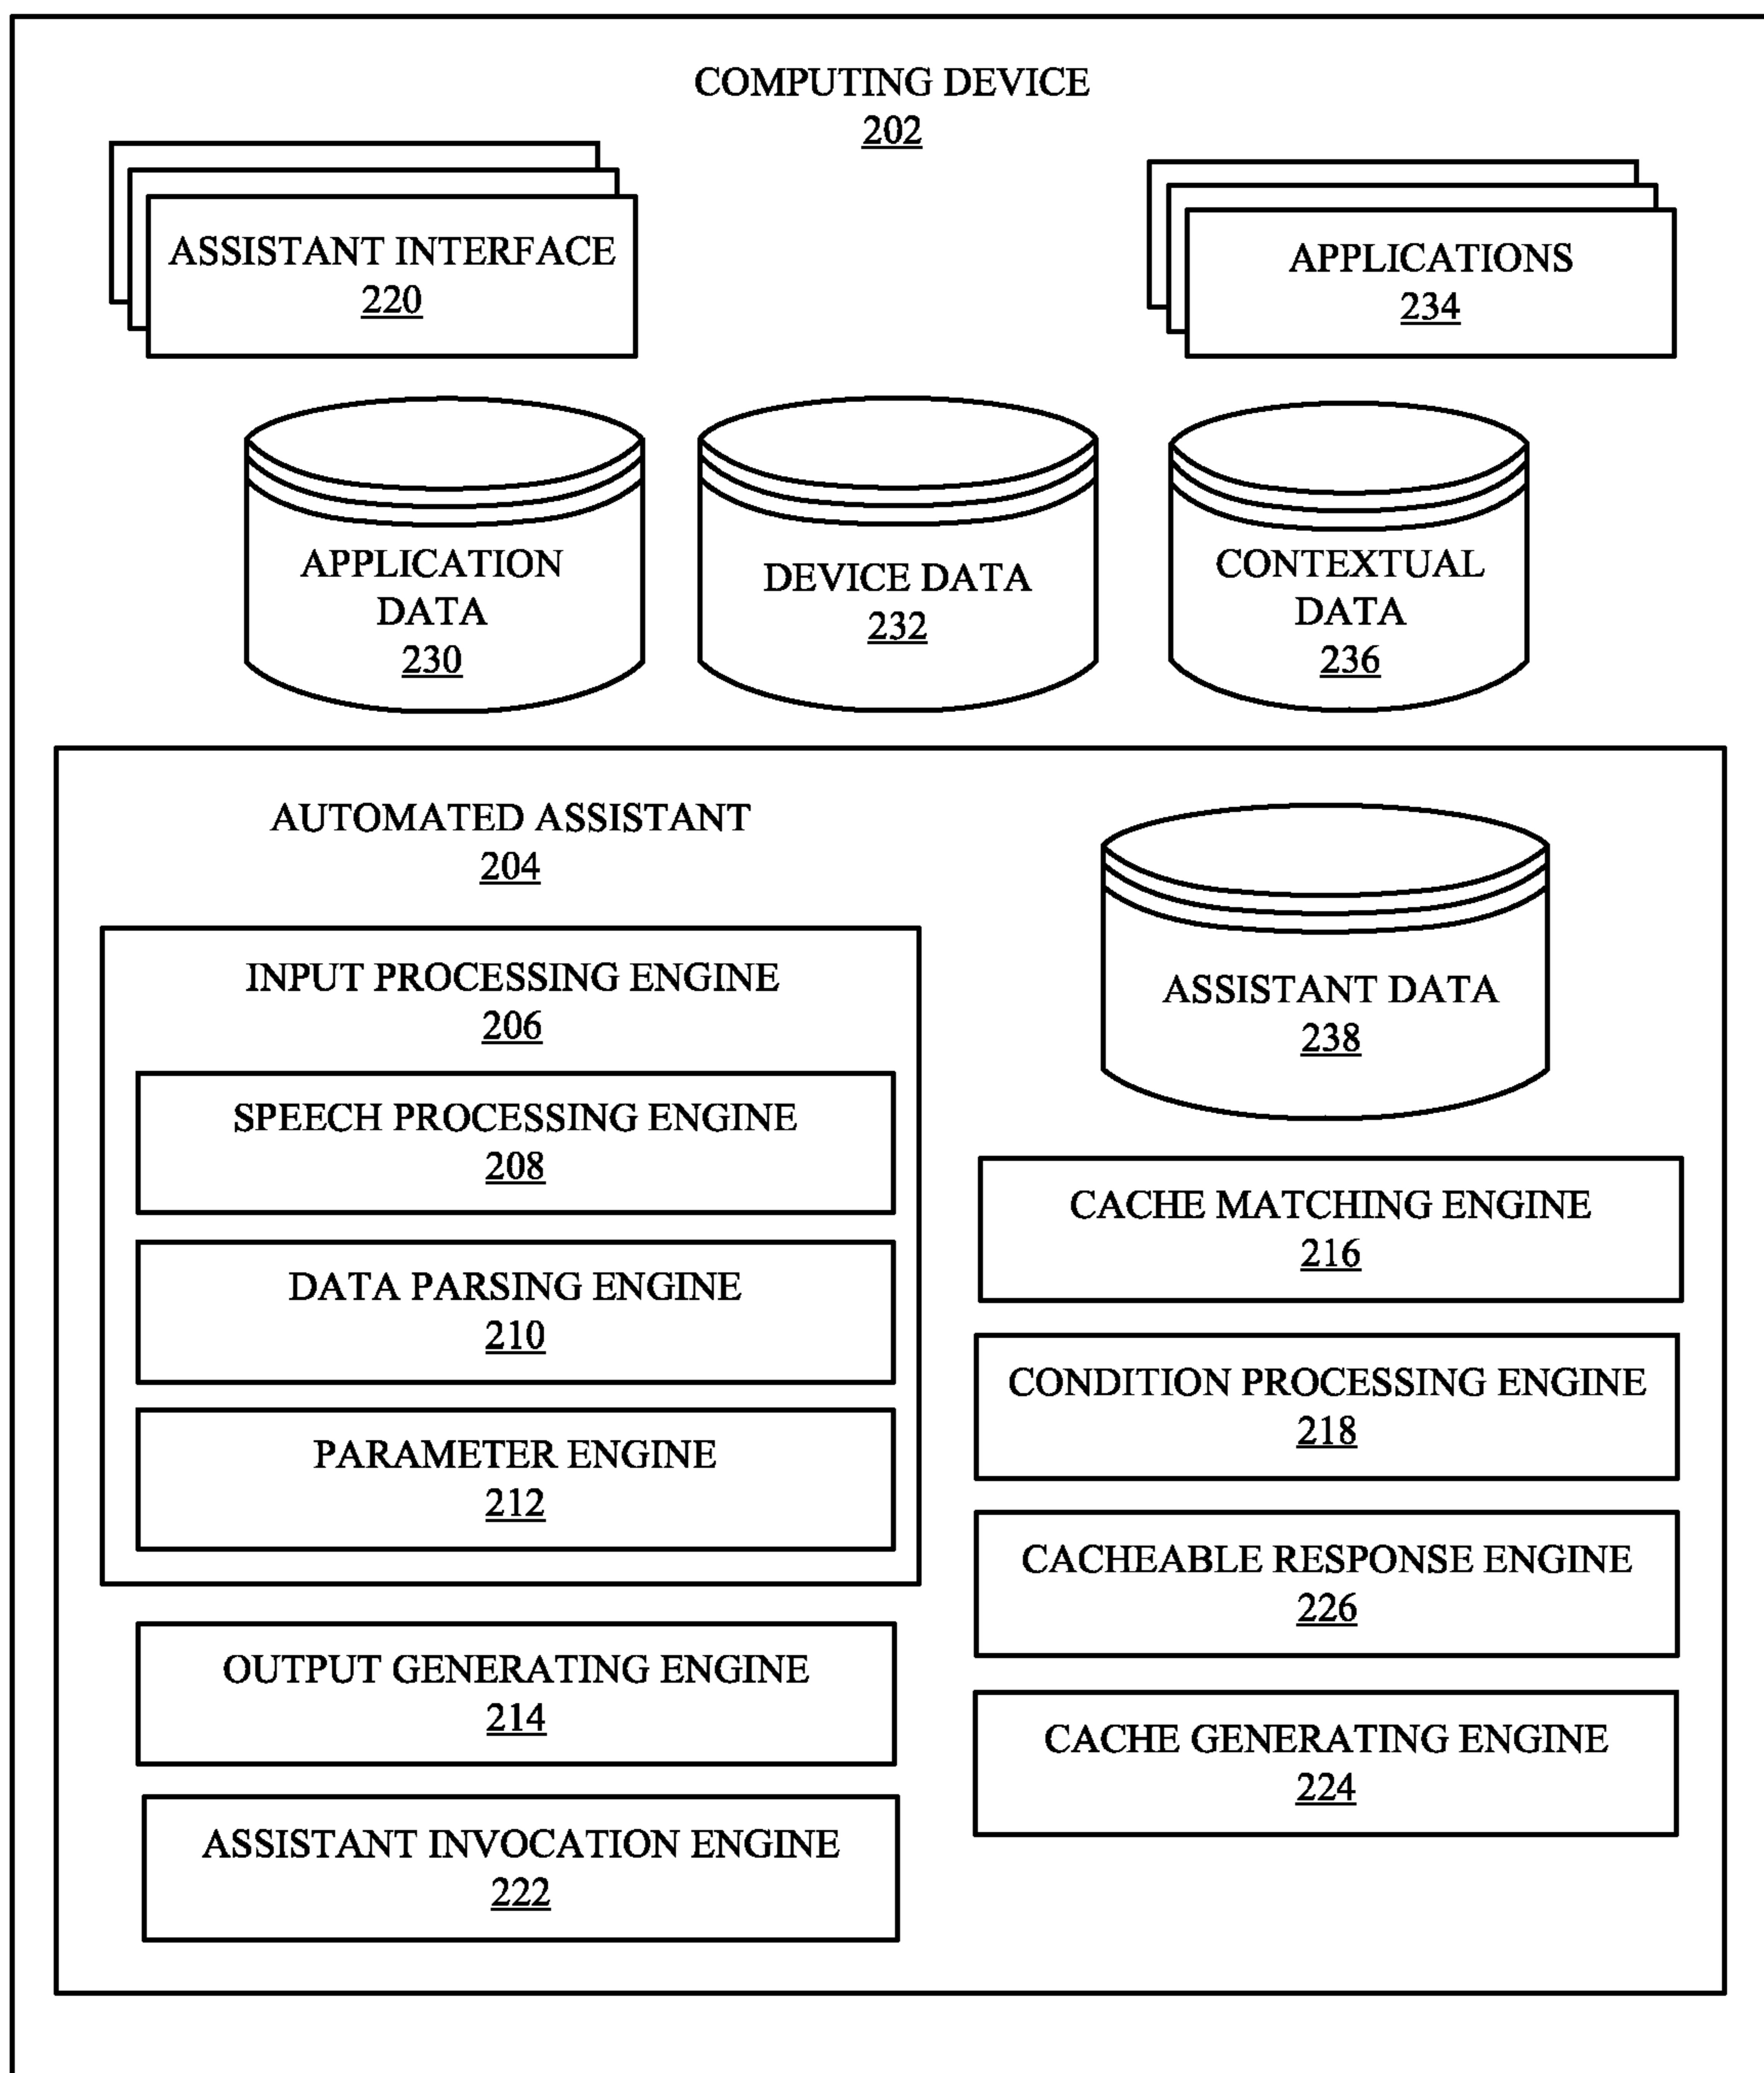 COMPUTING DEVICE
202
ASSISTANT INTERFACE
220
APPLICATIONS
234
APPLICATION
DATA
230
DEVICE DATA
232
CONTEXTUAL
DATA
236
AUTOMATED ASSISTANT
204
INPUT PROCESSING ENGINE
206
SPEECH PROCESSING ENGINE
208
DATA PARSING ENGINE
210
PARAMETER ENGINE
212
OUTPUT GENERATING ENGINE
214
ASSISTANT INVOCATION ENGINE
222
ASSISTANT DATA
238
CACHE MATCHING ENGINE
216
CONDITION PROCESSING ENGINE
218
CACHEABLE RESPONSE ENGINE
226
CACHE GENERATING ENGINE
224